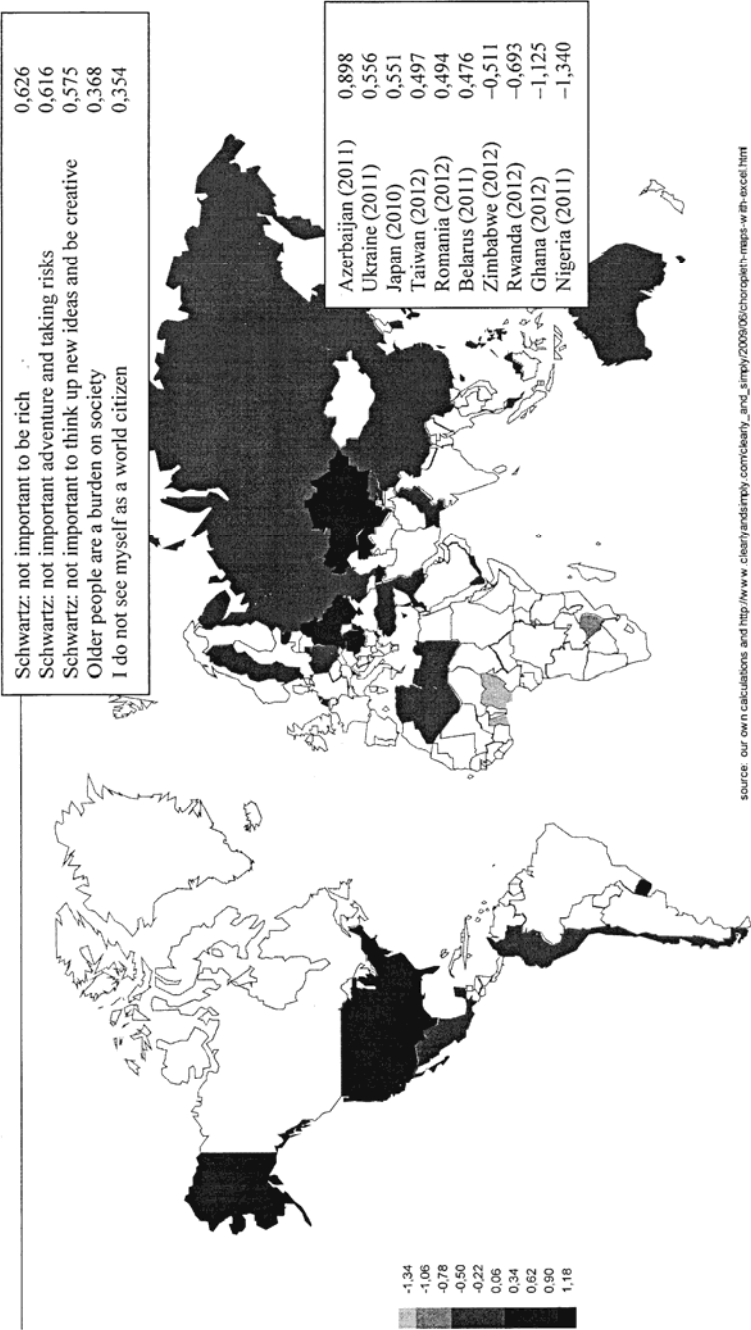 Schwartz: not important to be rich 0,626
Schwartz: not important adventure and taking risks 0,616
Schwartz: not important to think up new ideas and be creative 0,575
Older people are a burden on society 0,368
I do not see myself as a world citizen 0,354
Azerbaijan (2011) 0,898
Ukraine (2011) 0,556
Japan (2010) 0,551
Taiwan (2012) 0,497
Romania (2012) 0,494
Belarus (2011) 0,476
Zimbabwe (2012) −0,511
Rwanda (2012) −0,693
Ghana (2012) −1,125
Nigeria (2011) −1,340
-1,34
-1,06
-0,78
-0,50
-0,22
0,06
0,34
0,62
0,90
1,18
source: our own calculations and http://www.clearlyandsimply.com/clearly_and_simply/2009/06/choropleth-maps-with-excel.html